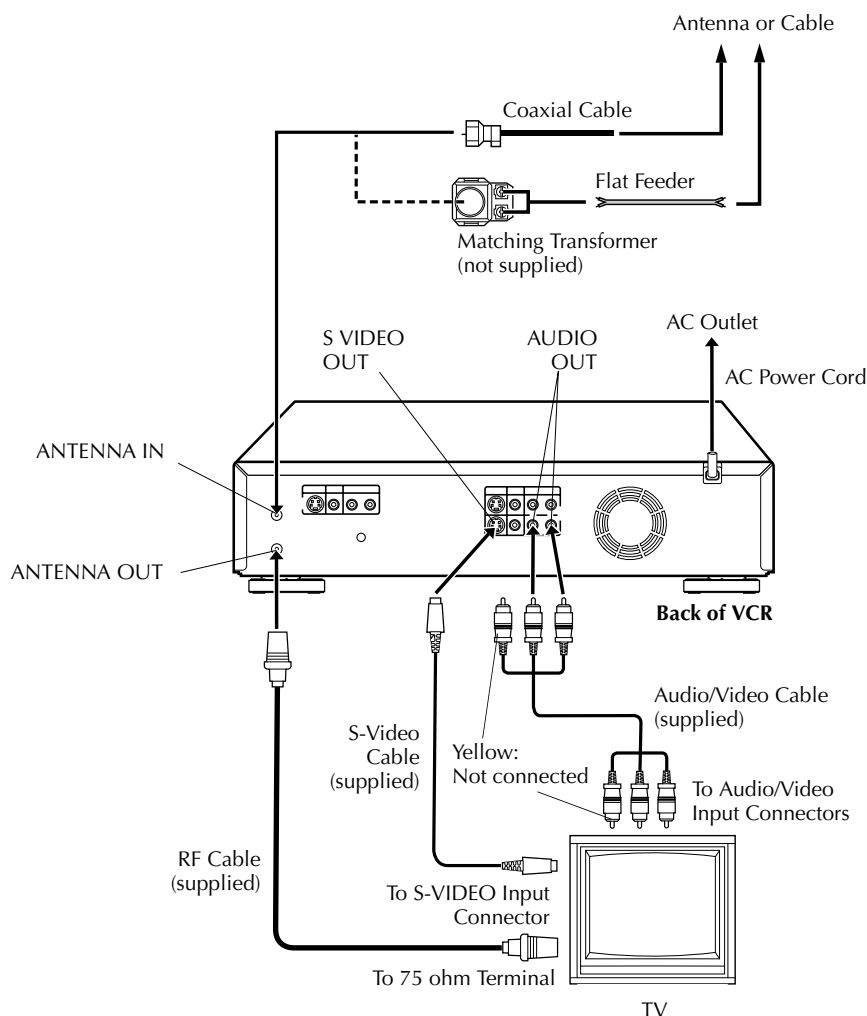 Antenna or Cable
Coaxial Cable
Flat Feeder
Matching Transformer
(not supplied)
S VIDEO
OUT
AUDIO
OUT
AC Outlet
AC Power Cord
ANTENNA IN
ANTENNA OUT
Back of VCR
Audio/Video Cable
(supplied)
S-Video
Cable
(supplied)
Yellow:
Not connected
To Audio/Video
Input Connectors
RF Cable
(supplied)
To S-VIDEO Input
Connector
To 75 ohm Terminal
TV